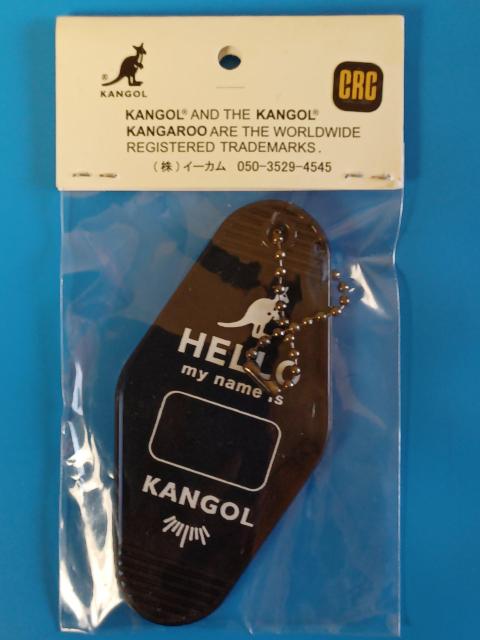 ® KANGOL
CRC
KANGOL® AND THE KANGOL®
KANGAROO ARE THE WORLDWIDE
REGISTERED TRADEMARKS.
(株)イーカム 050-3529-4545
HELLO
my name is
KANGOL